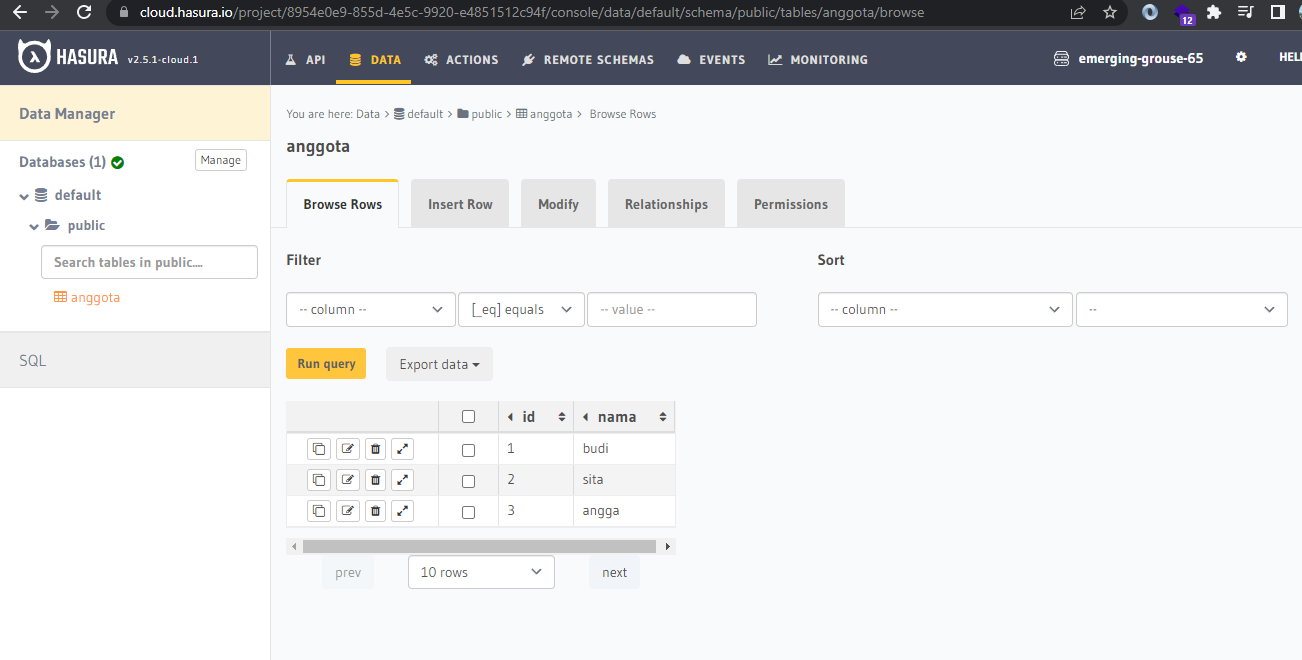 cloud.hasura.io/project/8954e0e9-855d-4e5c-9920-e4851512c94f/console/data/default/schema/public/tables/anggota/browse
12
HASURA v2.5.1-cloud.1
API DATA ACTIONS REMOTE SCHEMAS EVENTS MONITORING
emerging-grouse-65
HEL
Data Manager
You are here: Data > default > public > anggota > Browse Rows
Databases (1) Manage
anggota
default
Browse Rows Insert Row Modify Relationships Permissions
public
Search tables in public....
Filter Sort
anggota
-- column -- [_eq] equals -- value -- -- column -- --
SQL
Run query Export data
id nama
1 budi
2 sita
3 angga
prev 10 rows next